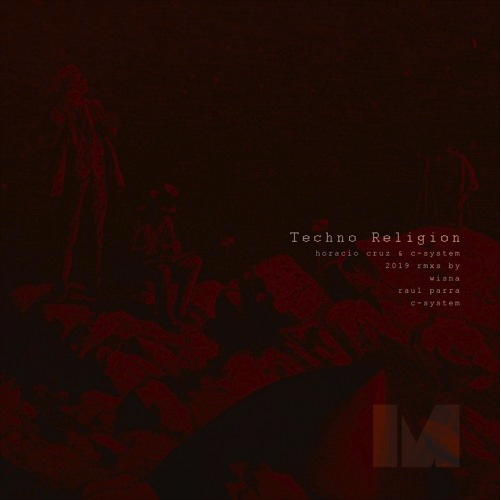 Techno Religion
horacio cruz & c-system
2019 rmxs by
wisna
raul parra
c-system